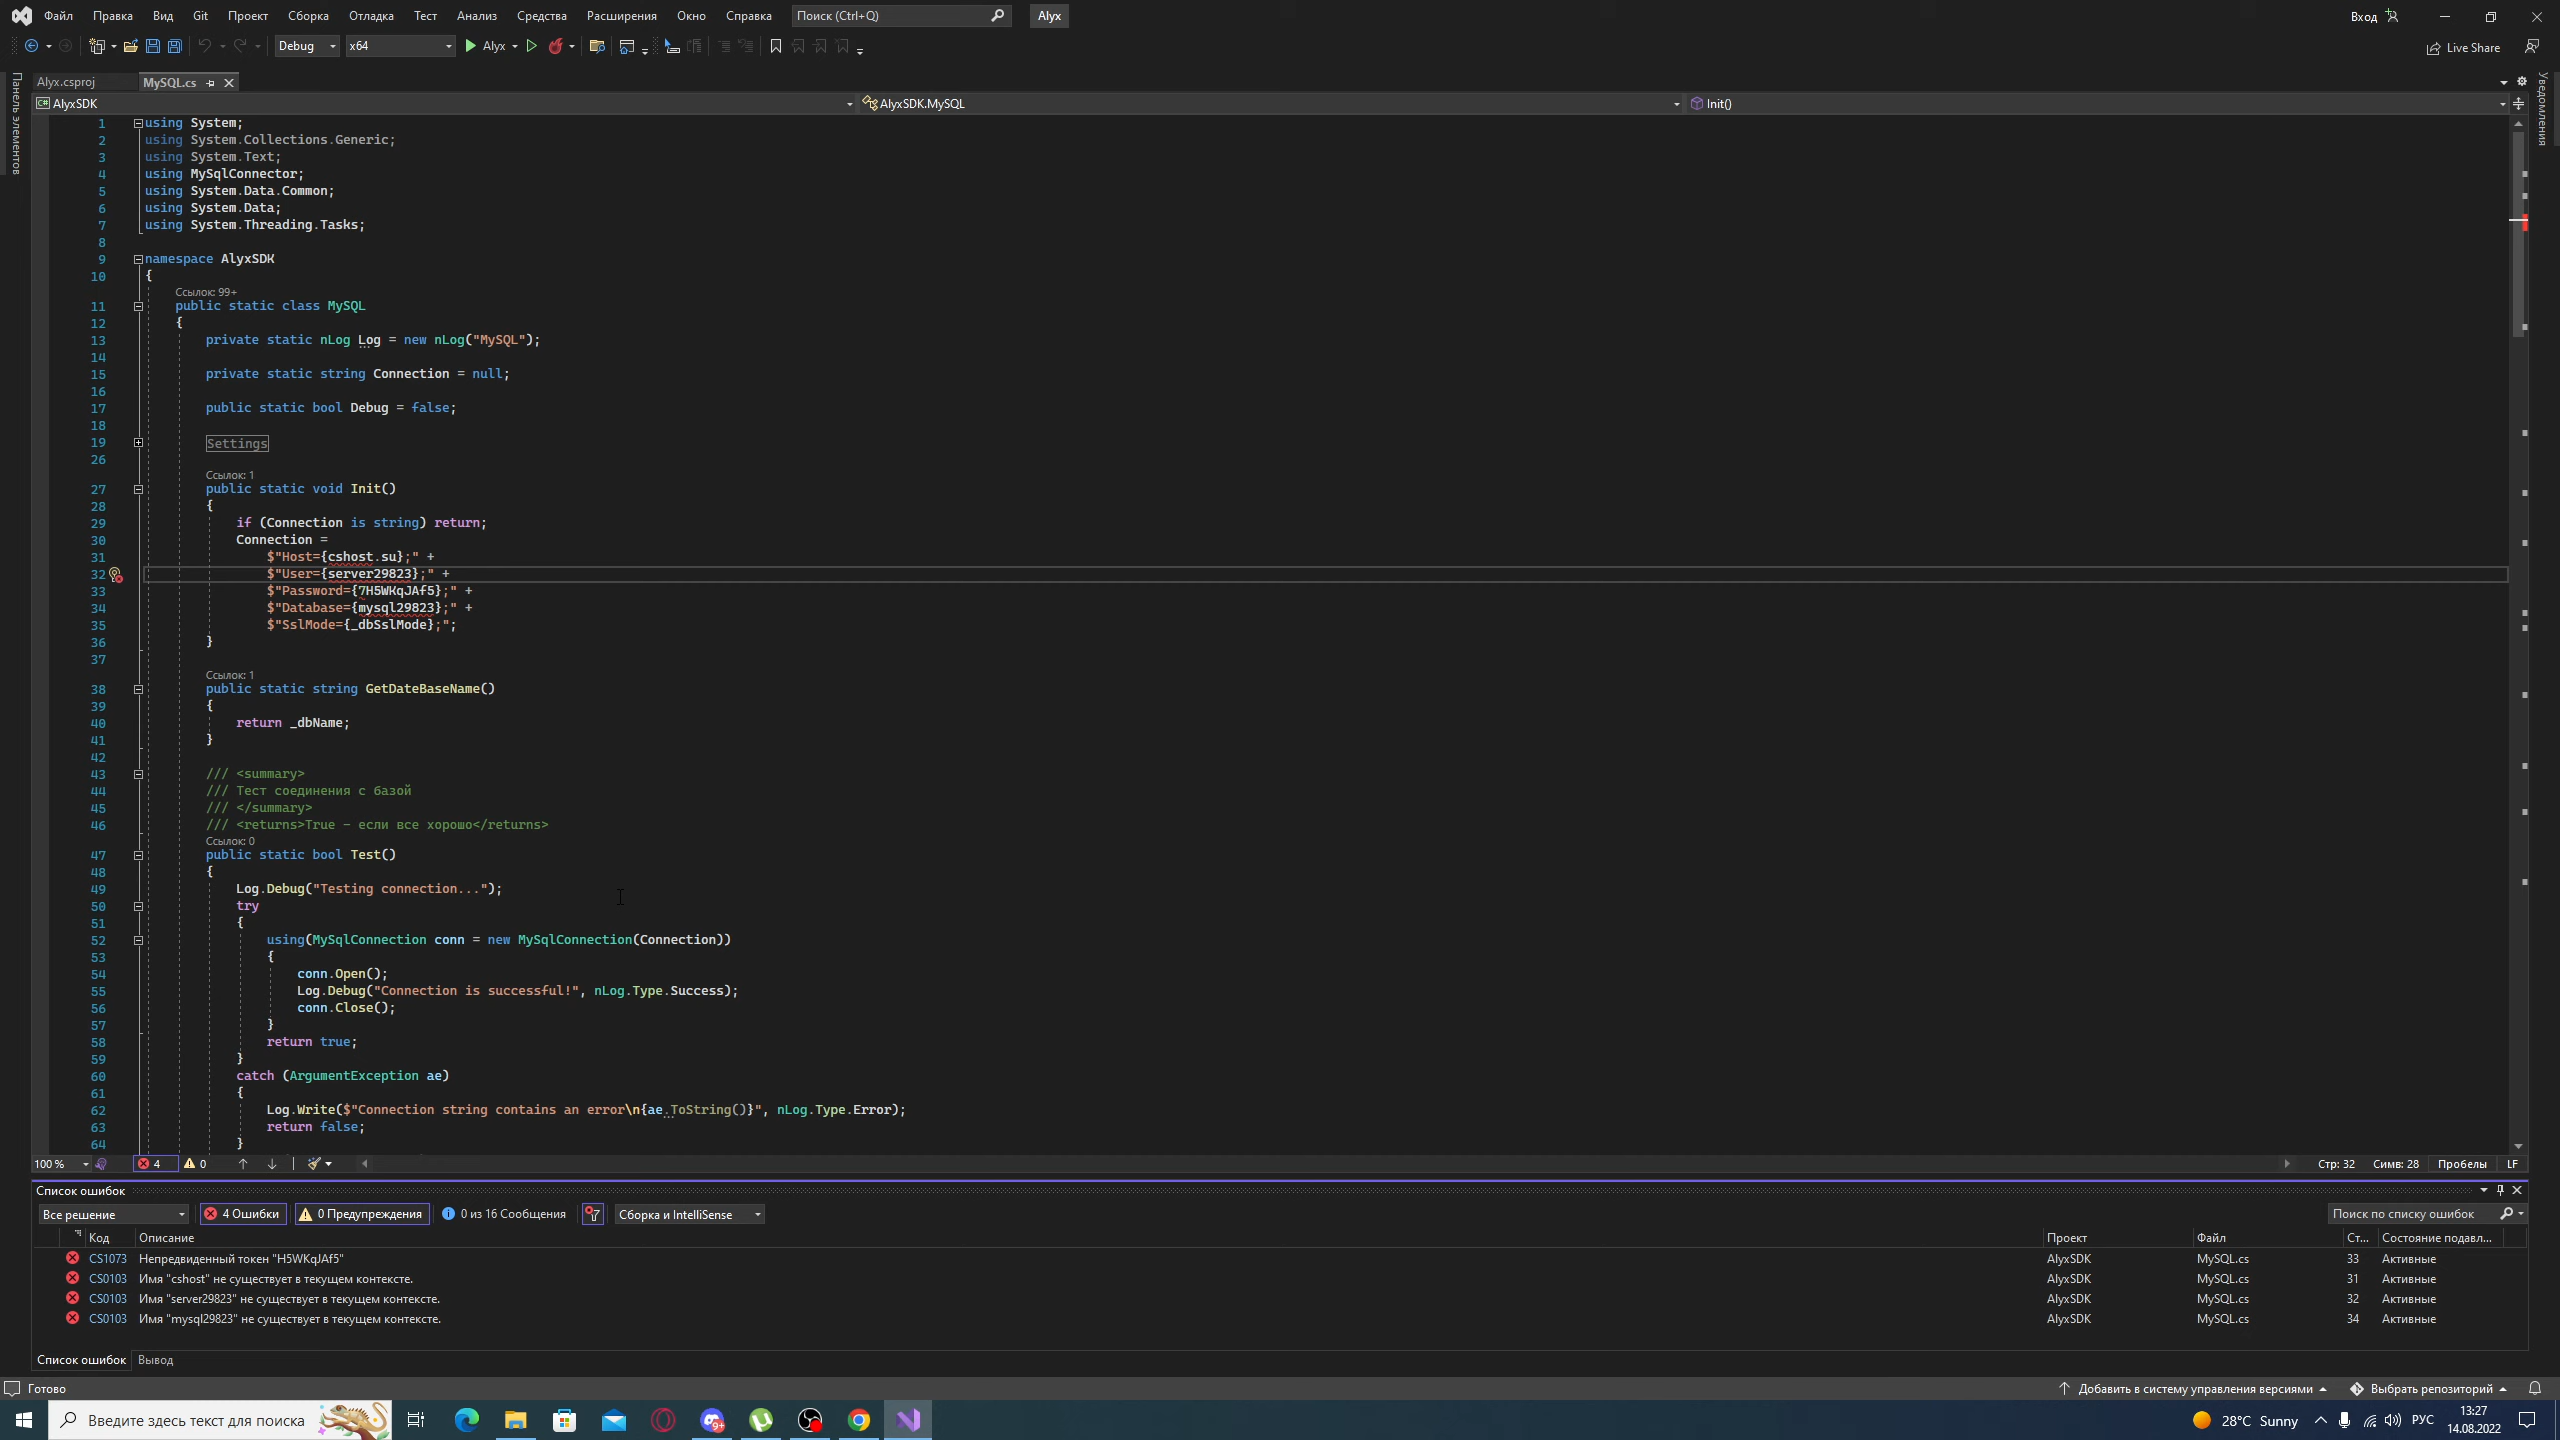 Файл Правка Вид Git Проект Сборка Отладка Тест Анализ Средства Расширения Окно Справка Поиск (Ctrl+Q) Alyx Вход
Debug x64 Alyx Live Share
Панель элементов
Уведомления
Alyx.csproj MySQL.cs
AlyxSDK AlyxSDK.MySQL Init()
1 using System;
2 using System.Collections.Generic;
3 using System.Text;
4 using MySqlConnector;
5 using System.Data.Common;
6 using System.Data;
7 using System.Threading.Tasks;
8
9 namespace AlyxSDK
10 {
Ссылок: 99+
11 public static class MySQL
12 {
13 private static nLog Log = new nLog("MySQL");
14
15 private static string Connection = null;
16
17 public static bool Debug = false;
18
19 Settings
26
Ссылок: 1
27 public static void Init()
28 {
29 if (Connection is string) return;
30 Connection =
31 $"Host={cshost.su};" +
32 $"User={server29823};" +
33 $"Password={7H5WKqJAf5};" +
34 $"Database={mysql29823};" +
35 $"SslMode={_dbSslMode};";
36 }
37
Ссылок: 1
38 public static string GetDateBaseName()
39 {
40 return _dbName;
41 }
42
43 /// <summary>
44 /// Тест соединения с базой
45 /// </summary>
46 /// <returns>True - если все хорошо</returns>
Ссылок: 0
47 public static bool Test()
48 {
49 Log.Debug("Testing connection...");
50 try
51 {
52 using(MySqlConnection conn = new MySqlConnection(Connection))
53 {
54 conn.Open();
55 Log.Debug("Connection is successful!", nLog.Type.Success);
56 conn.Close();
57 }
58 return true;
59 }
60 catch (ArgumentException ae)
61 {
62 Log.Write($"Connection string contains an error\n{ae.ToString()}", nLog.Type.Error);
63 return false;
64 }
100 % 4 0 Стр: 32 Симв: 28 Пробелы LF
Список ошибок
Все решение 4 Ошибки 0 Предупреждения 0 из 16 Сообщения Сборка и IntelliSense Поиск по списку ошибок
Код Описание Проект Файл Ст... Состояние подавл...
CS1073 Непредвиденный токен "H5WKqJAf5" AlyxSDK MySQL.cs 33 Активные
CS0103 Имя "cshost" не существует в текущем контексте. AlyxSDK MySQL.cs 31 Активные
CS0103 Имя "server29823" не существует в текущем контексте. AlyxSDK MySQL.cs 32 Активные
CS0103 Имя "mysql29823" не существует в текущем контексте. AlyxSDK MySQL.cs 34 Активные
Список ошибок Вывод
Готово Добавить в систему управления версиями Выбрать репозиторий
Введите здесь текст для поиска 9+ 28°C Sunny РУС 13:27
14.08.2022